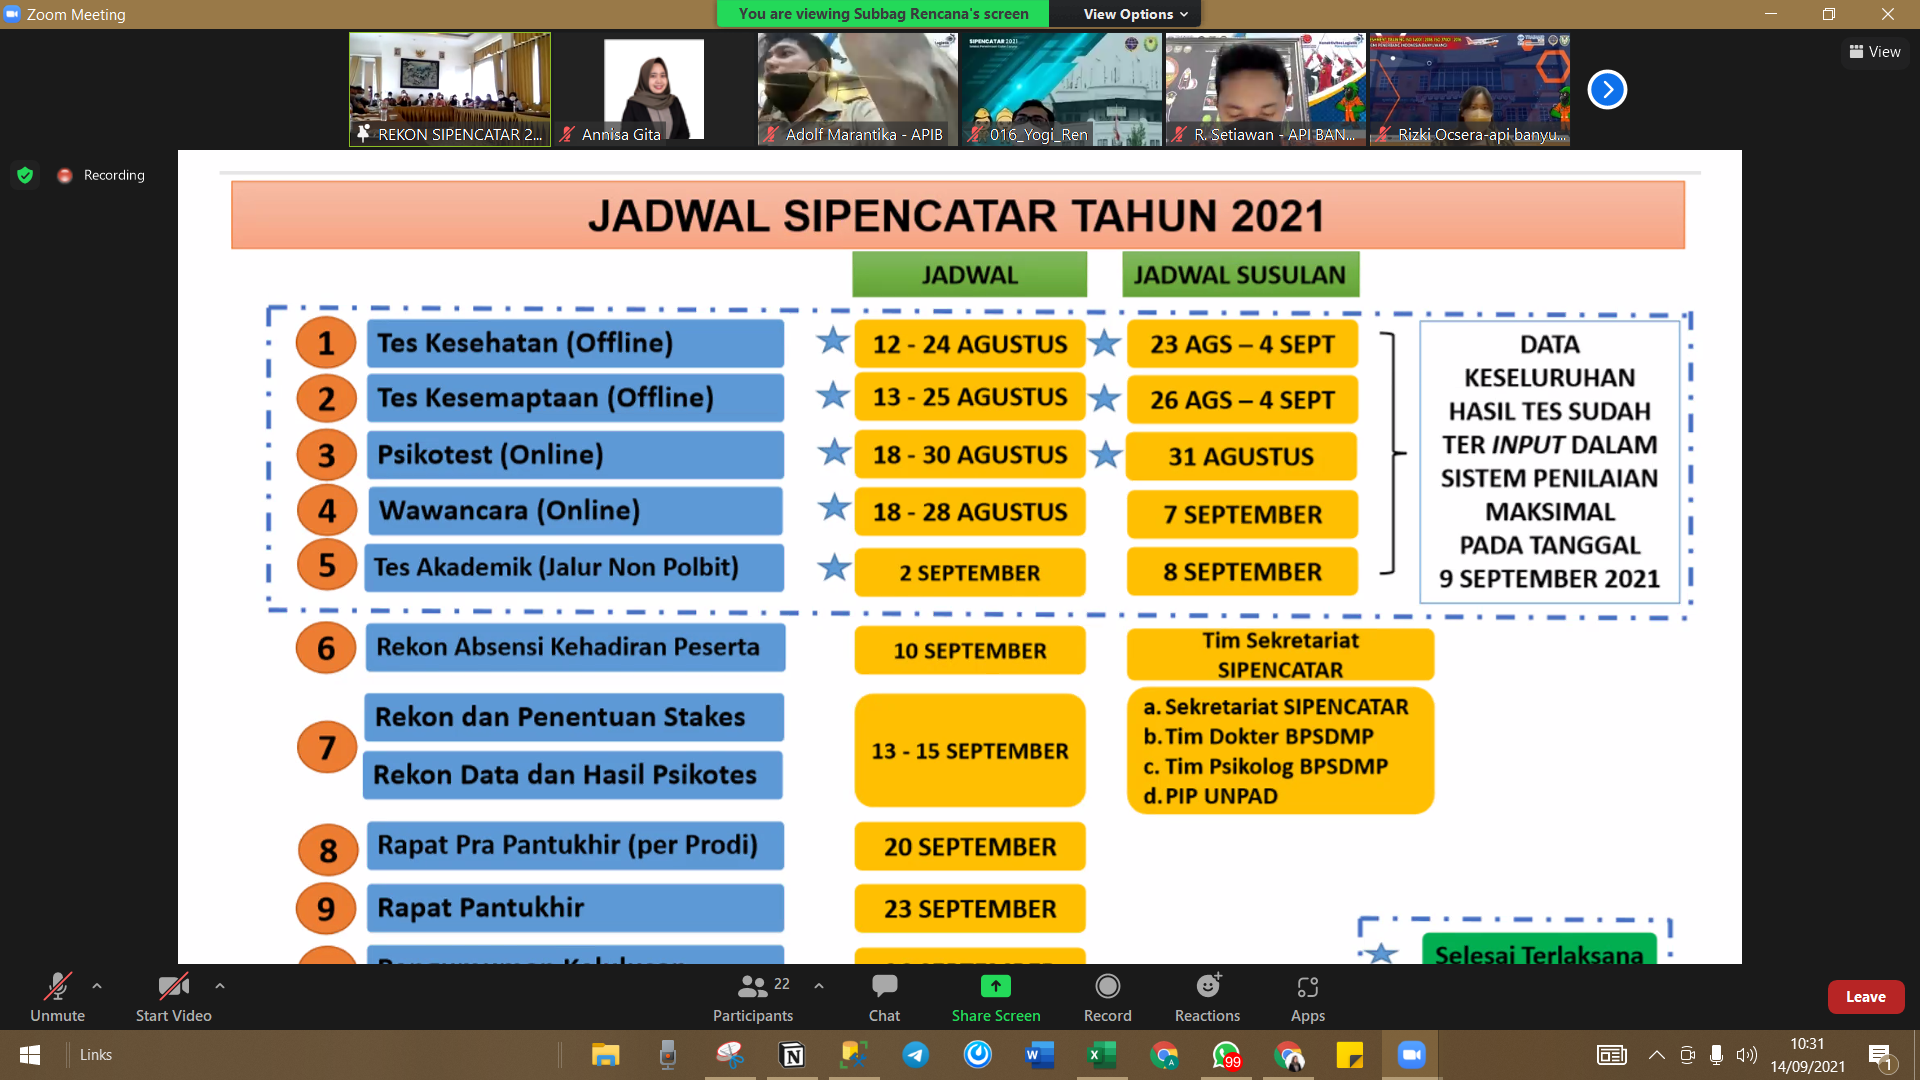 Zoom Meeting
You are viewing Subbag Rencana's screen
View Options
View
REKON SIPENCATAR 2...
Annisa Gita
Adolf Marantika - APIB
SIPENCATAR 2021
016_Yogi_Ren
R. Setiawan - API BAN...
Rizki Ocsera-api banyu...
Recording
JADWAL SIPENCATAR TAHUN 2021
JADWAL
JADWAL SUSULAN
1 Tes Kesehatan (Offline) 12 - 24 AGUSTUS 23 AGS – 4 SEPT
2 Tes Kesemaptaan (Offline) 13 - 25 AGUSTUS 26 AGS – 4 SEPT
3 Psikotest (Online) 18 - 30 AGUSTUS 31 AGUSTUS
4 Wawancara (Online) 18 - 28 AGUSTUS 7 SEPTEMBER
5 Tes Akademik (Jalur Non Polbit) 2 SEPTEMBER 8 SEPTEMBER
DATA
KESELURUHAN
HASIL TES SUDAH
TER INPUT DALAM
SISTEM PENILAIAN
MAKSIMAL
PADA TANGGAL
9 SEPTEMBER 2021
6 Rekon Absensi Kehadiran Peserta 10 SEPTEMBER
Tim Sekretariat
SIPENCATAR
7
Rekon dan Penentuan Stakes
Rekon Data dan Hasil Psikotes
13 - 15 SEPTEMBER
a. Sekretariat SIPENCATAR
b. Tim Dokter BPSDMP
c. Tim Psikolog BPSDMP
d. PIP UNPAD
8 Rapat Pra Pantukhir (per Prodi) 20 SEPTEMBER
9 Rapat Pantukhir 23 SEPTEMBER
Selesai Terlaksana
Unmute
Start Video
22
Participants
Chat
Share Screen
Record
Reactions
Apps
Leave
Links
99
10:31
14/09/2021
1